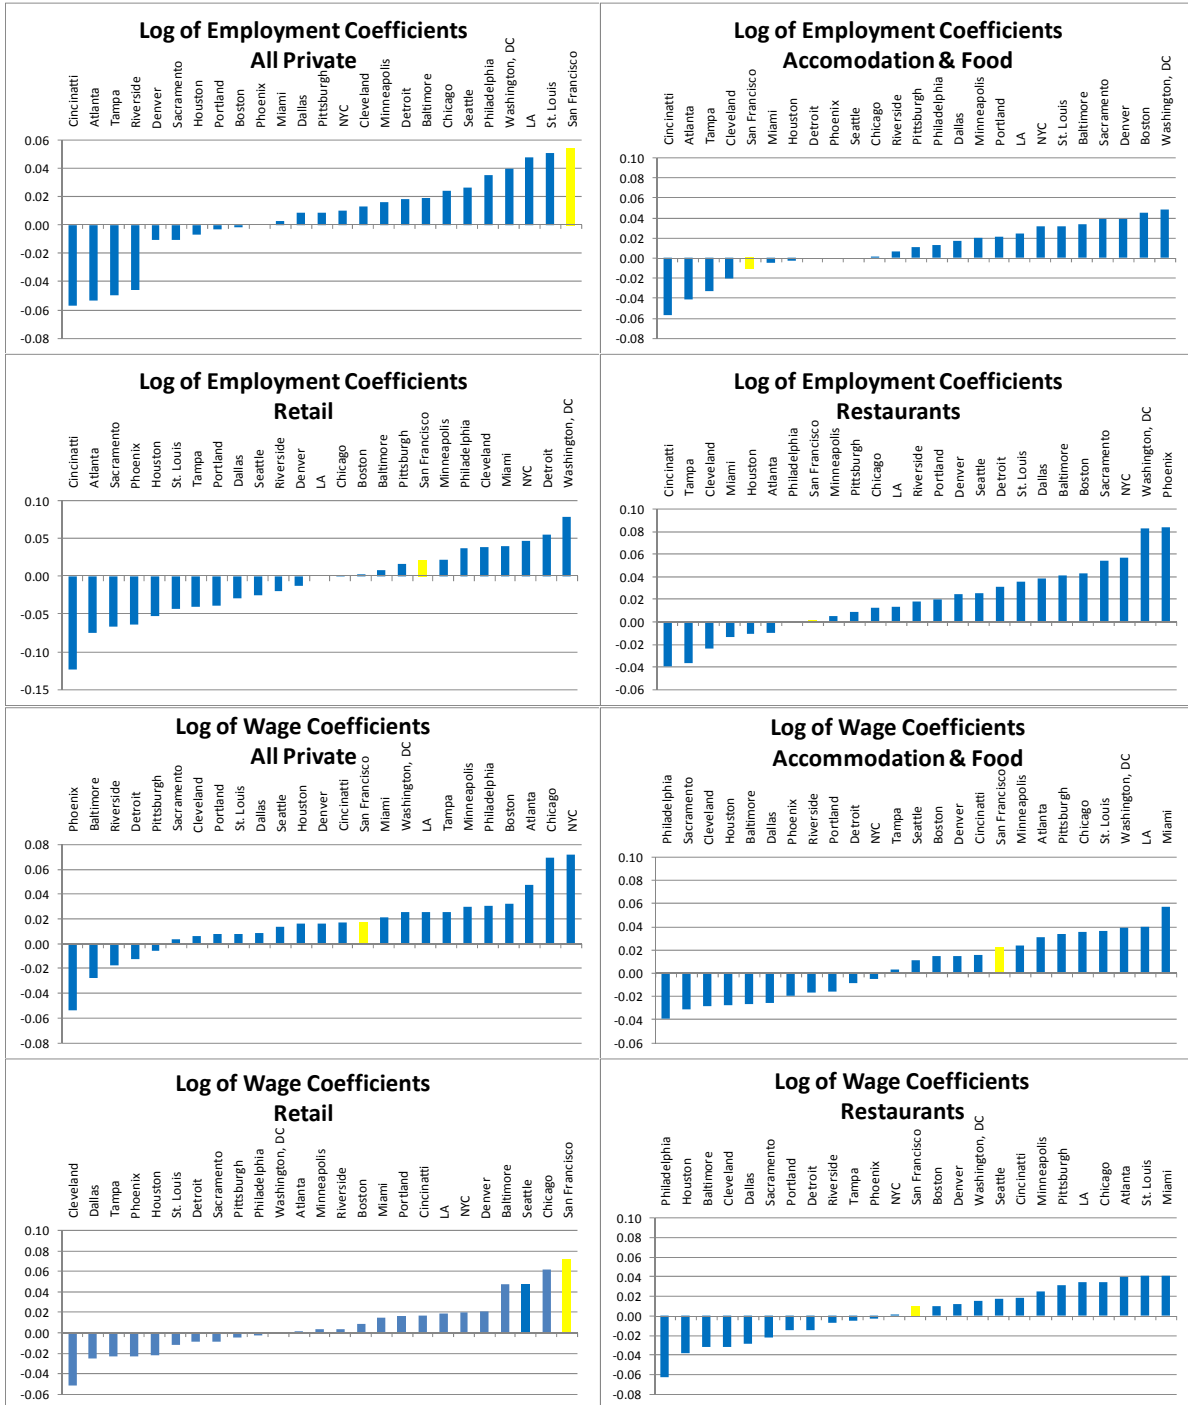 Log of Employment Coefficients
All Private
Cincinatti
Atlanta
Tampa
Riverside
Denver
Sacramento
Houston
Portland
Boston
Phoenix
Miami
Dallas
Pittsburgh
NYC
Cleveland
Minneapolis
Detroit
Baltimore
Chicago
Seattle
Philadelphia
Washington, DC
LA
St. Louis
San Francisco
0.06
0.04
0.02
0.00
-0.02
-0.04
-0.06
-0.08
Log of Employment Coefficients
Accomodation & Food
Cincinatti
Atlanta
Tampa
Cleveland
San Francisco
Miami
Houston
Detroit
Phoenix
Seattle
Chicago
Riverside
Pittsburgh
Philadelphia
Dallas
Minneapolis
Portland
LA
NYC
St. Louis
Baltimore
Sacramento
Denver
Boston
Washington, DC
0.10
0.08
0.06
0.04
0.02
0.00
-0.02
-0.04
-0.06
-0.08
Log of Employment Coefficients
Retail
Cincinatti
Atlanta
Sacramento
Phoenix
Houston
St. Louis
Tampa
Portland
Dallas
Seattle
Riverside
Denver
LA
Chicago
Boston
Baltimore
Pittsburgh
San Francisco
Minneapolis
Philadelphia
Cleveland
Miami
NYC
Detroit
Washington, DC
0.10
0.05
0.00
-0.05
-0.10
-0.15
Log of Employment Coefficients
Restaurants
Cincinatti
Tampa
Cleveland
Miami
Houston
Atlanta
Philadelphia
San Francisco
Minneapolis
Pittsburgh
Chicago
LA
Riverside
Portland
Denver
Seattle
Detroit
St. Louis
Dallas
Baltimore
Boston
Sacramento
NYC
Washington, DC
Phoenix
0.10
0.08
0.06
0.04
0.02
0.00
-0.02
-0.04
-0.06
Log of Wage Coefficients
All Private
Phoenix
Baltimore
Riverside
Detroit
Pittsburgh
Sacramento
Cleveland
Portland
St. Louis
Dallas
Seattle
Houston
Denver
Cincinatti
San Francisco
Miami
Washington, DC
LA
Tampa
Minneapolis
Philadelphia
Boston
Atlanta
Chicago
NYC
0.08
0.06
0.04
0.02
0.00
-0.02
-0.04
-0.06
-0.08
Log of Wage Coefficients
Accommodation & Food
Philadelphia
Sacramento
Cleveland
Houston
Baltimore
Dallas
Phoenix
Riverside
Portland
Detroit
NYC
Tampa
Seattle
Boston
Denver
Cincinatti
San Francisco
Minneapolis
Atlanta
Pittsburgh
Chicago
St. Louis
Washington, DC
LA
Miami
0.10
0.08
0.06
0.04
0.02
0.00
-0.02
-0.04
-0.06
Log of Wage Coefficients
Retail
Cleveland
Dallas
Tampa
Phoenix
Houston
St. Louis
Detroit
Sacramento
Pittsburgh
Philadelphia
Washington, DC
Atlanta
Minneapolis
Riverside
Boston
Miami
Portland
Cincinatti
LA
NYC
Denver
Baltimore
Seattle
Chicago
San Francisco
0.10
0.08
0.06
0.04
0.02
0.00
-0.02
-0.04
-0.06
Log of Wage Coefficients
Restaurants
Philadelphia
Houston
Baltimore
Cleveland
Dallas
Sacramento
Portland
Detroit
Riverside
Tampa
Phoenix
NYC
San Francisco
Boston
Denver
Washington, DC
Seattle
Cincinatti
Minneapolis
Pittsburgh
LA
Chicago
Atlanta
St. Louis
Miami
0.10
0.08
0.06
0.04
0.02
0.00
-0.02
-0.04
-0.06
-0.08